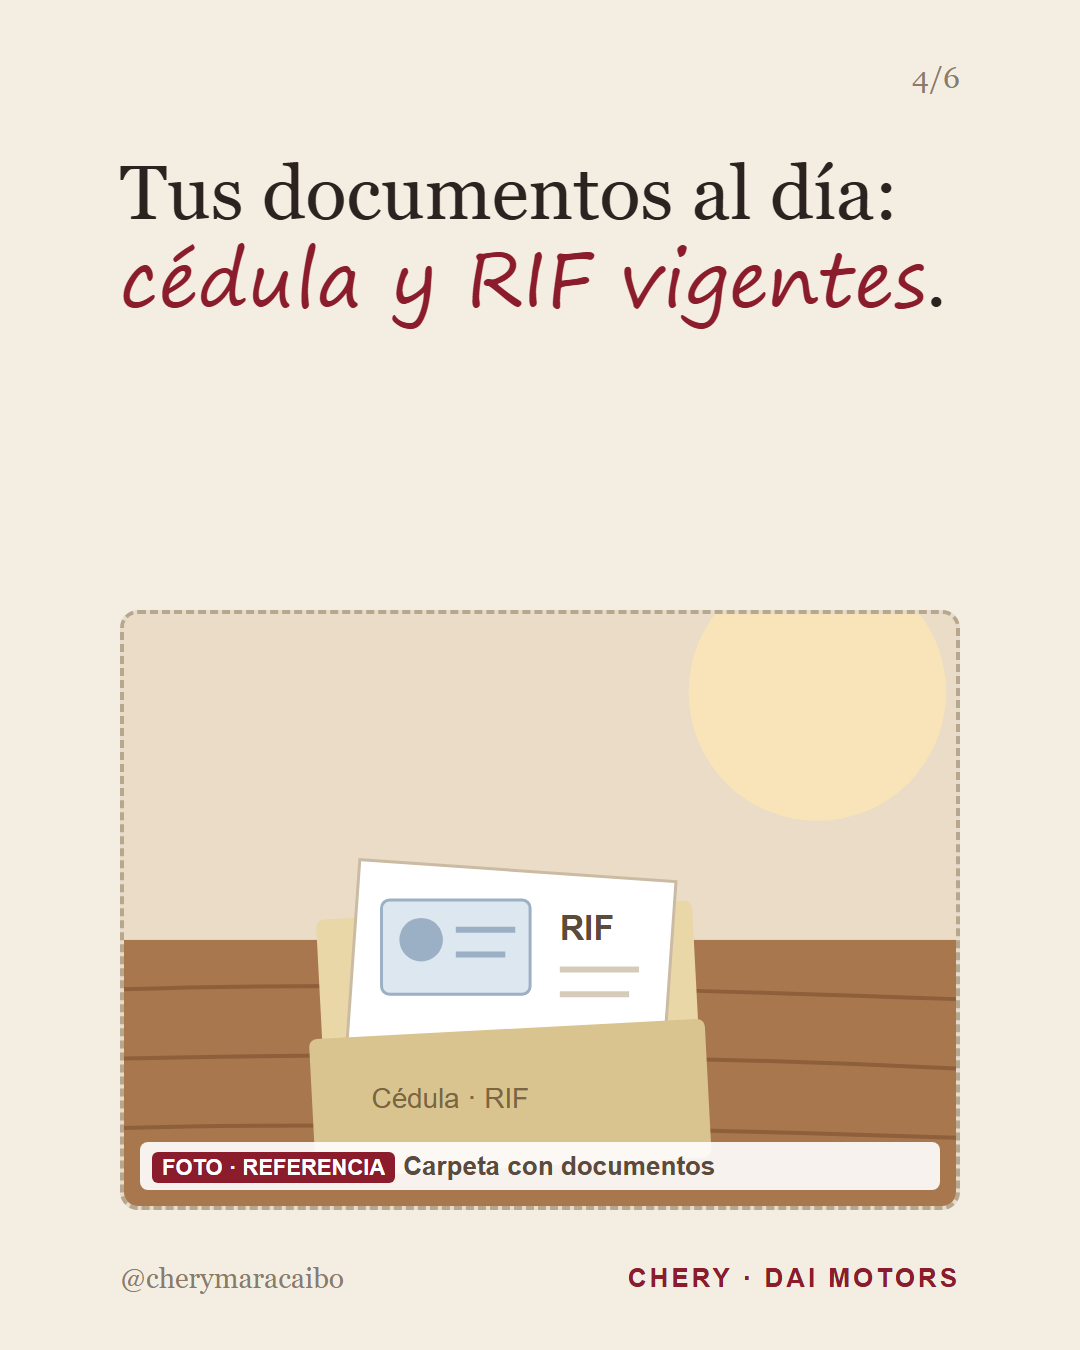 4/6
Tus documentos al día:
cédula y RIF vigentes.
RIF
Cédula · RIF
FOTO · REFERENCIA Carpeta con documentos
@cherymaracaibo
CHERY · DAI MOTORS